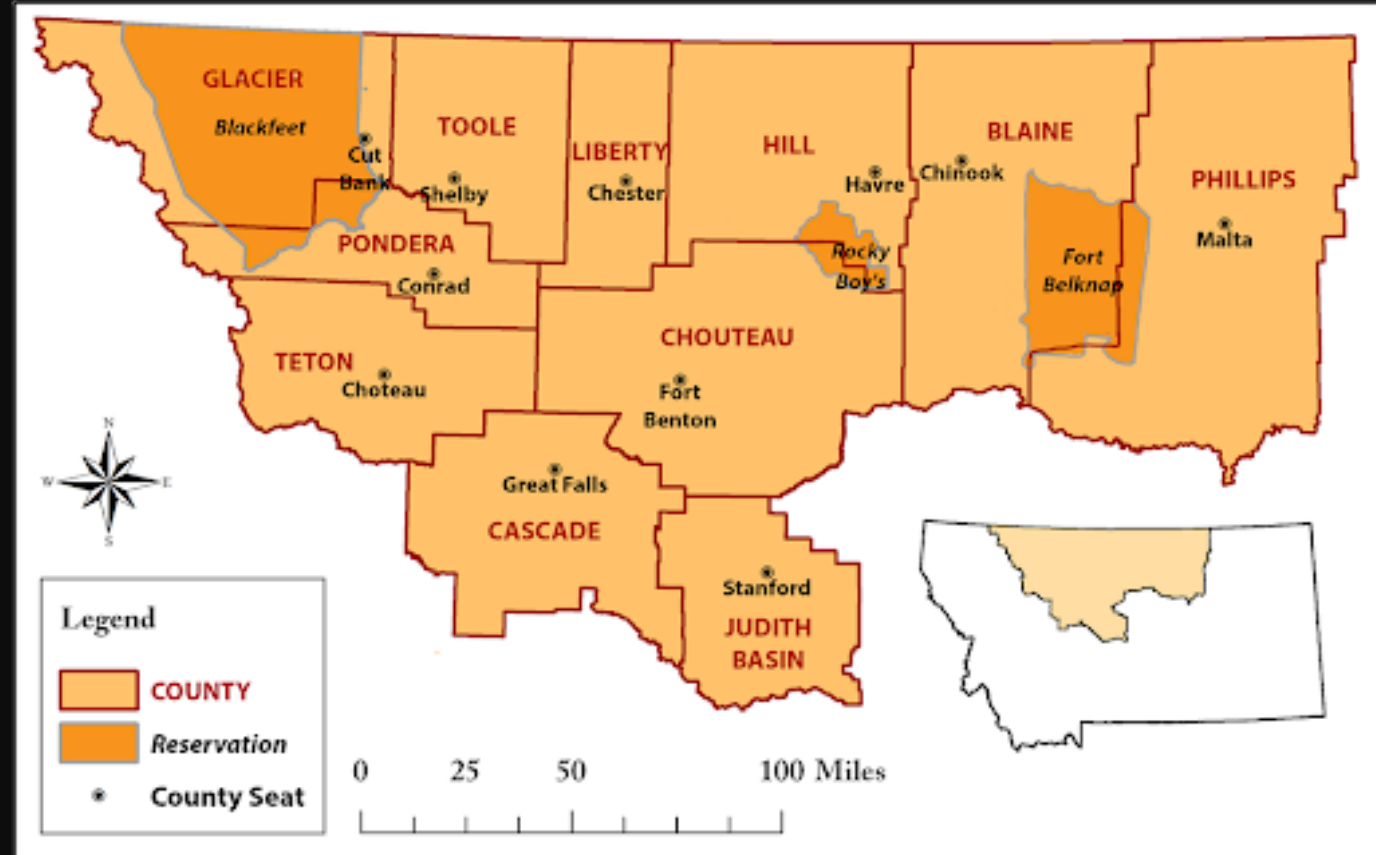 GLACIER
Blackfeet
Cut
Bank
TOOLE
Shelby
LIBERTY
Chester
HILL
Havre
BLAINE
Chinook
PHILLIPS
Malta
PONDERA
Conrad
Rocky
Boy's
Fort
Belknap
TETON
Choteau
CHOUTEAU
Fort
Benton
Great Falls
CASCADE
Stanford
JUDITH
BASIN
N
W
E
S
Legend
COUNTY
Reservation
County Seat
0 25 50 100 Miles